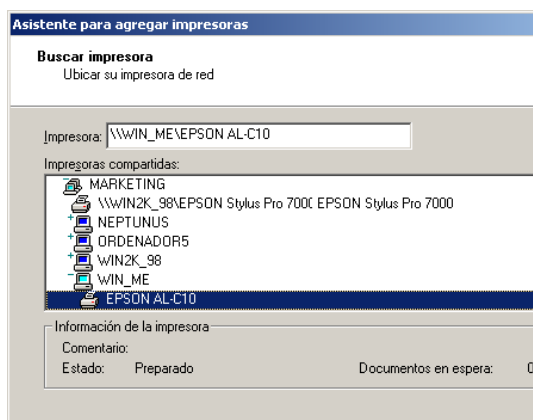 Asistente para agregar impresoras
Buscar impresora
Ubicar su impresora de red
Impresora: \\WIN_ME\EPSON AL-C10
Impresoras compartidas:
MARKETING
\\WIN2K_98\EPSON Stylus Pro 700( EPSON Stylus Pro 7000
NEPTUNUS
ORDENADOR5
WIN2K_98
WIN_ME
EPSON AL-C10
Información de la impresora
Comentario:
Estado: Preparado Documentos en espera: 0